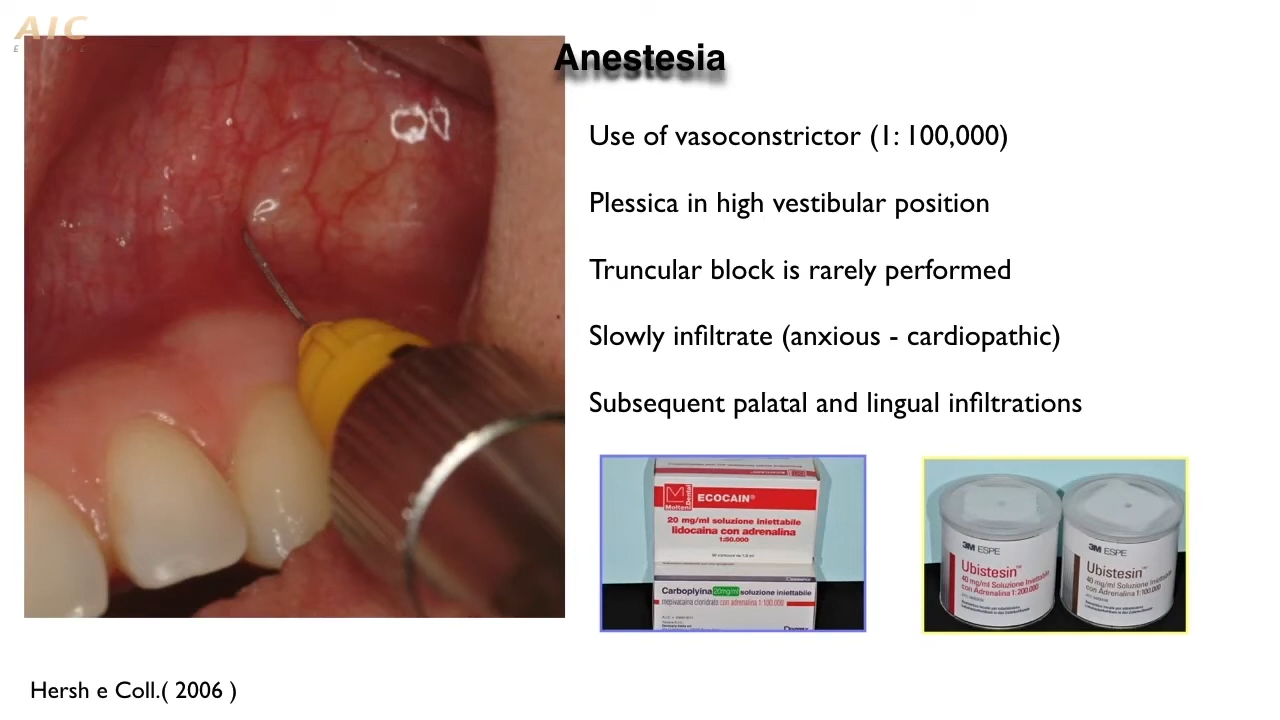 AIC
Anestesia
Use of vasoconstrictor (1: 100,000)
Plessica in high vestibular position
Truncular block is rarely performed
Slowly infiltrate (anxious - cardiopathic)
Subsequent palatal and lingual infiltrations
Molteni Dental
ECOCAIN®
20 mg/ml soluzione iniettabile
lidocaina con adrenalina
1:50.000
Carboplyina 20mg/ml soluzione iniettabile
mepivacaina cloridrato con adrenalina 1:100.000
3M ESPE
Ubistesin™
40 mg/ml Soluzione Iniettabile
con Adrenalina 1:200.000
3M ESPE
Ubistesin™
40 mg/ml Soluzione Iniettabile
con Adrenalina 1:100.000
Hersh e Coll.( 2006 )